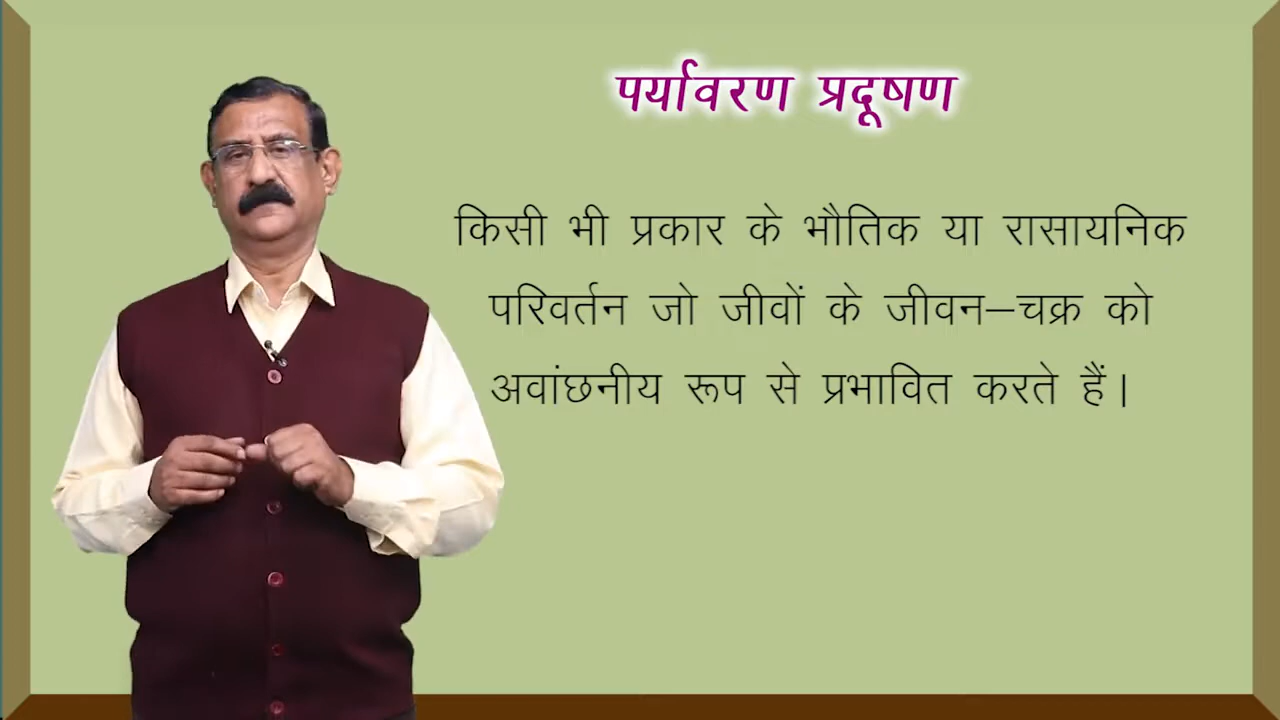 पर्यावरण प्रदूषण
किसी भी प्रकार के भौतिक या रासायनिक
परिवर्तन जो जीवों के जीवन–चक्र को
अवांछनीय रूप से प्रभावित करते हैं।